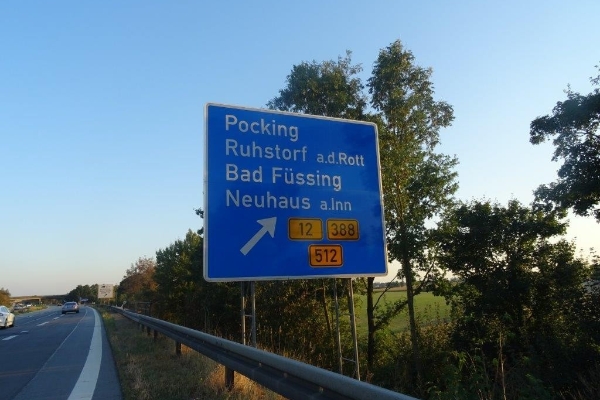 Pocking
Ruhstorf a.d.Rott
Bad Füssing
Neuhaus a.Inn
12 388
512